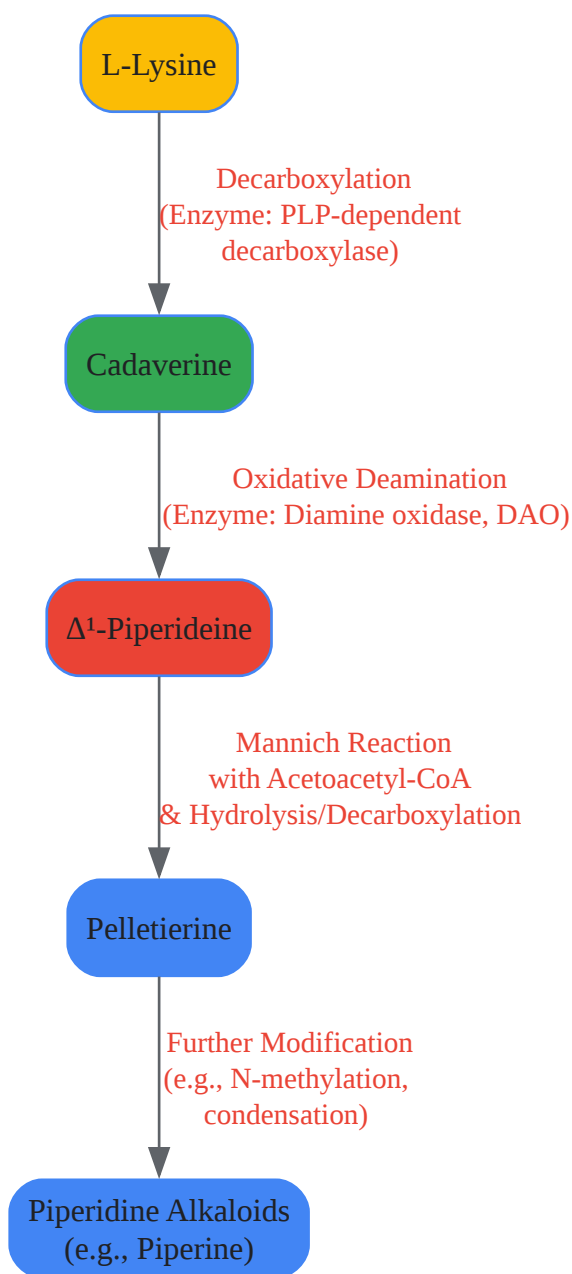 L-Lysine
Decarboxylation
(Enzyme: PLP-dependent
decarboxylase)
Cadaverine
Oxidative Deamination
(Enzyme: Diamine oxidase, DAO)
Δ¹-Piperideine
Mannich Reaction
with Acetoacetyl-CoA
& Hydrolysis/Decarboxylation
Pelletierine
Further Modification
(e.g., N-methylation,
condensation)
Piperidine Alkaloids
(e.g., Piperine)